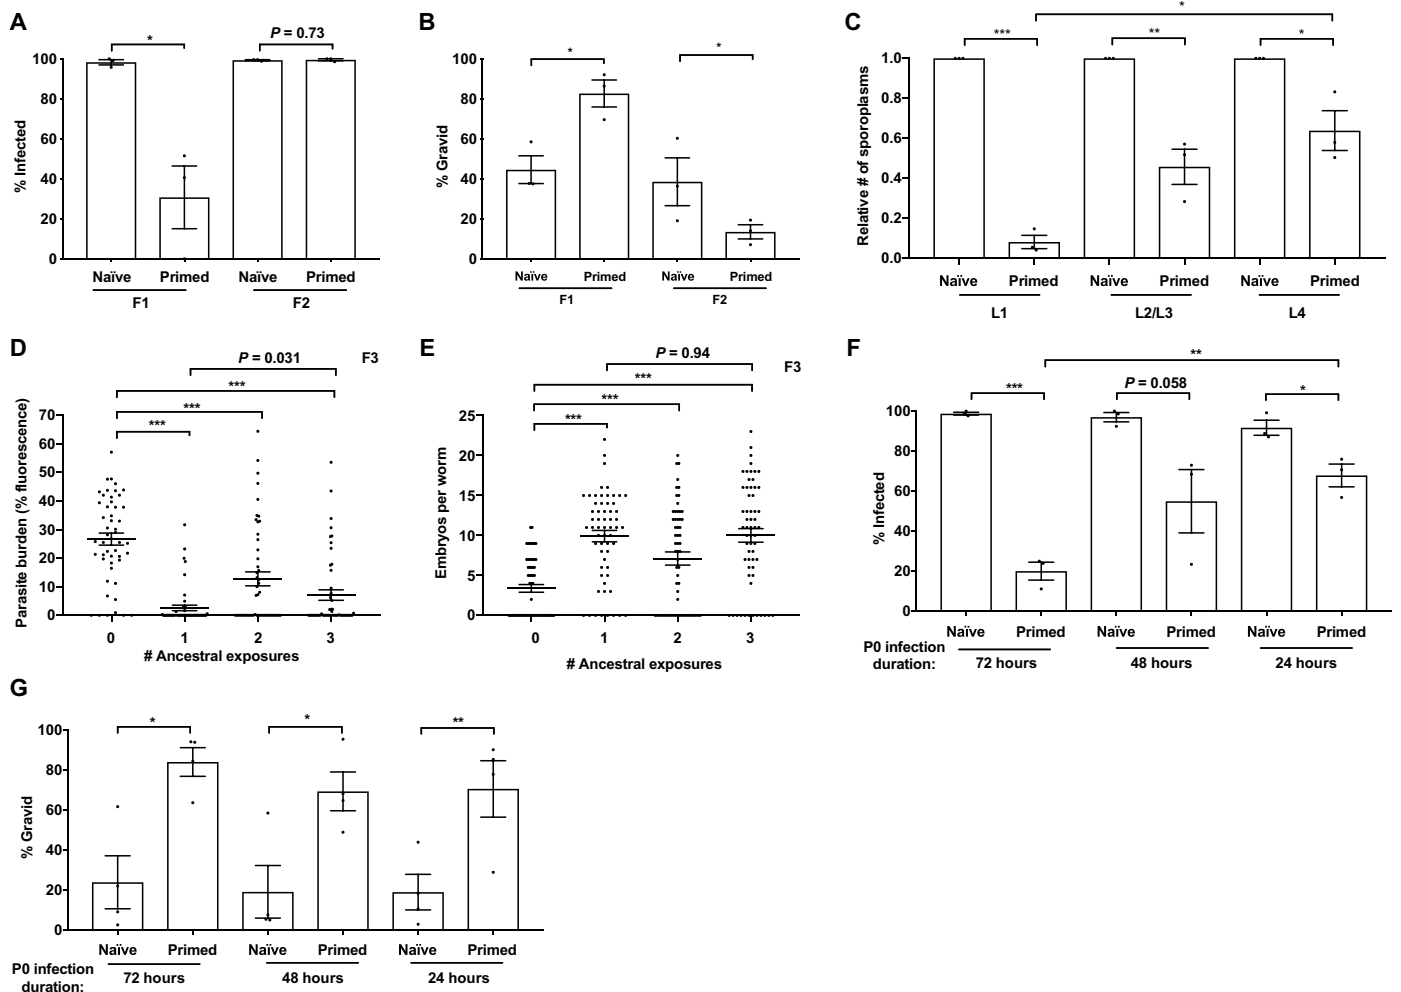 A
% Infected
100
80
60
40
20
0
*
P = 0.73
Naïve Primed Naïve Primed
F1 F2
B
% Gravid
100
80
60
40
20
0
* *
Naïve Primed Naïve Primed
F1 F2
C
Relative # of sporoplasms
1.0
0.8
0.6
0.4
0.2
0.0
*
*** ** *
Naïve Primed Naïve Primed Naïve Primed
L1 L2/L3 L4
D
P = 0.031
F3
***
***
***
Parasite burden (% fluorescence)
70
60
50
40
30
20
10
0
0 1 2 3
# Ancestral exposures
E
P = 0.94
F3
***
***
***
Embryos per worm
25
20
15
10
5
0
0 1 2 3
# Ancestral exposures
F
**
*** P = 0.058 *
% Infected
100
80
60
40
20
0
Naïve Primed Naïve Primed Naïve Primed
P0 infection
duration:
72 hours 48 hours 24 hours
G
* * **
% Gravid
100
80
60
40
20
0
Naïve Primed Naïve Primed Naïve Primed
P0 infection
duration:
72 hours 48 hours 24 hours